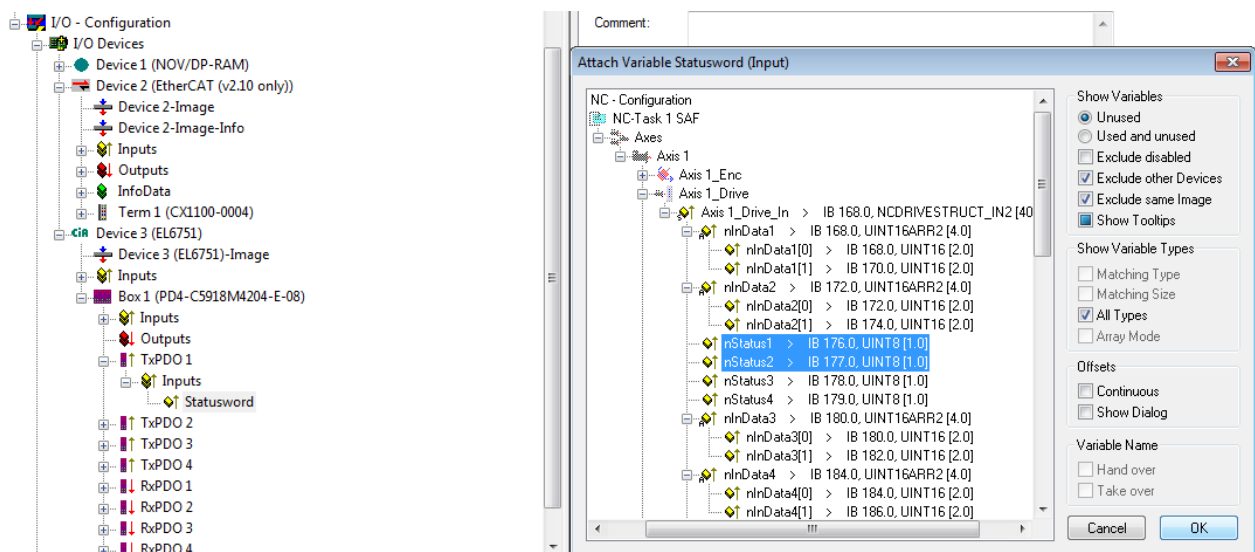 I/O - Configuration
I/O Devices
Device 1 (NOV/DP-RAM)
Device 2 (EtherCAT (v2.10 only))
Device 2-Image
Device 2-Image-Info
Inputs
Outputs
InfoData
Term 1 (CX1100-0004)
CiA Device 3 (EL6751)
Device 3 (EL6751)-Image
Inputs
Box 1 (PD4-C5918M4204-E-08)
Inputs
Outputs
TxPDO 1
Inputs
Statusword
TxPDO 2
TxPDO 3
TxPDO 4
RxPDO 1
RxPDO 2
RxPDO 3
RxPDO 4
Comment:
Attach Variable Statusword (Input)
NC - Configuration
NC-Task 1 SAF
Axes
Axis 1
Axis 1_Enc
Axis 1_Drive
Axis 1_Drive_In > IB 168.0, NCDRIVESTRUCT_IN2 [40
nInData1 > IB 168.0, UINT16ARR2 [4.0]
nInData1[0] > IB 168.0, UINT16 [2.0]
nInData1[1] > IB 170.0, UINT16 [2.0]
nInData2 > IB 172.0, UINT16ARR2 [4.0]
nInData2[0] > IB 172.0, UINT16 [2.0]
nInData2[1] > IB 174.0, UINT16 [2.0]
nStatus1 > IB 176.0, UINT8 [1.0]
nStatus2 > IB 177.0, UINT8 [1.0]
nStatus3 > IB 178.0, UINT8 [1.0]
nStatus4 > IB 179.0, UINT8 [1.0]
nInData3 > IB 180.0, UINT16ARR2 [4.0]
nInData3[0] > IB 180.0, UINT16 [2.0]
nInData3[1] > IB 182.0, UINT16 [2.0]
nInData4 > IB 184.0, UINT16ARR2 [4.0]
nInData4[0] > IB 184.0, UINT16 [2.0]
nInData4[1] > IB 186.0, UINT16 [2.0]
Show Variables
Unused
Used and unused
Exclude disabled
Exclude other Devices
Exclude same Image
Show Tooltips
Show Variable Types
Matching Type
Matching Size
All Types
Array Mode
Offsets
Continuous
Show Dialog
Variable Name
Hand over
Take over
Cancel
OK